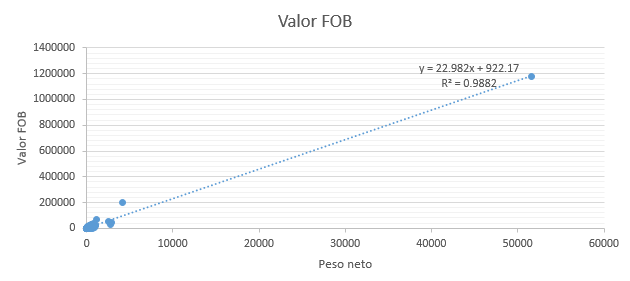 Valor FOB
1400000
1200000
1000000
800000
600000
400000
200000
0
Valor FOB
y = 22.982x + 922.17
R² = 0.9882
0 10000 20000 30000 40000 50000 60000
Peso neto